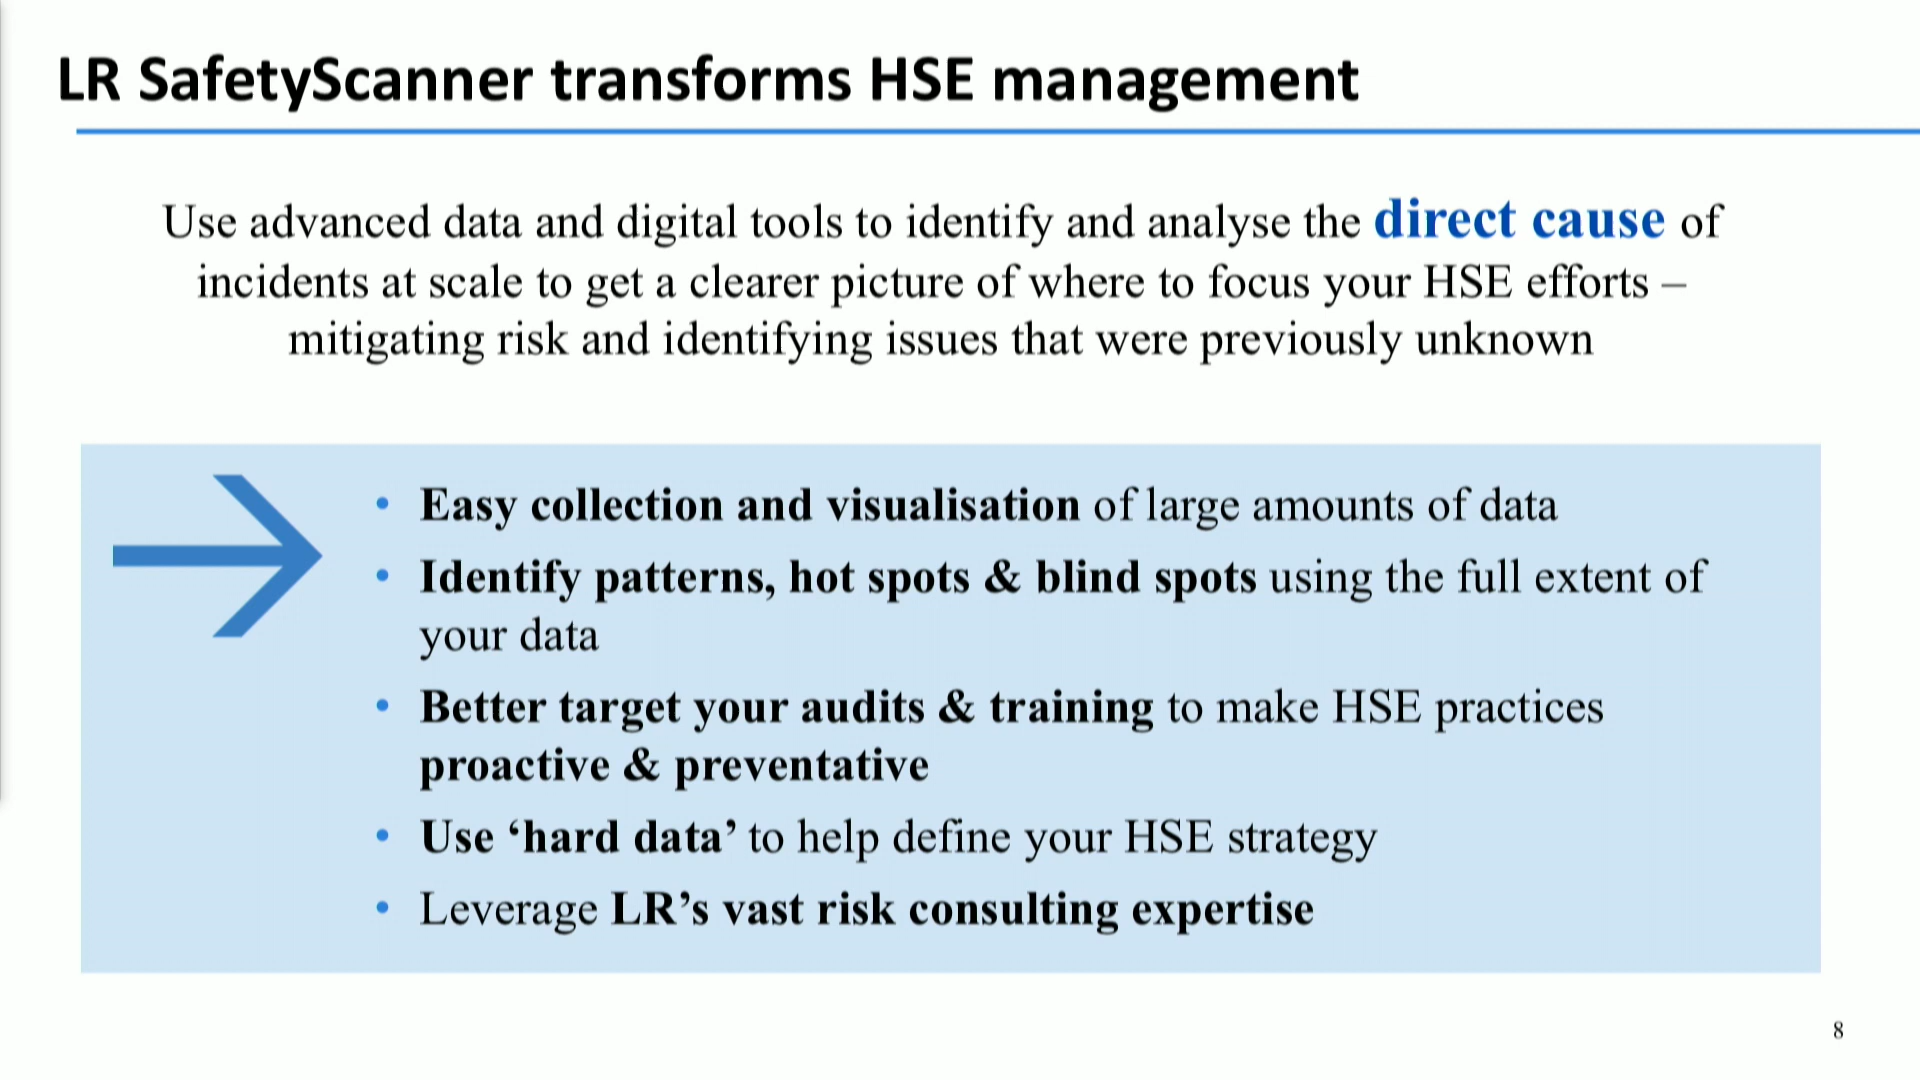 LR SafetyScanner transforms HSE management
Use advanced data and digital tools to identify and analyse the direct cause of
incidents at scale to get a clearer picture of where to focus your HSE efforts –
mitigating risk and identifying issues that were previously unknown
• Easy collection and visualisation of large amounts of data
• Identify patterns, hot spots & blind spots using the full extent of
your data
• Better target your audits & training to make HSE practices
proactive & preventative
• Use ‘hard data’ to help define your HSE strategy
• Leverage LR’s vast risk consulting expertise
8